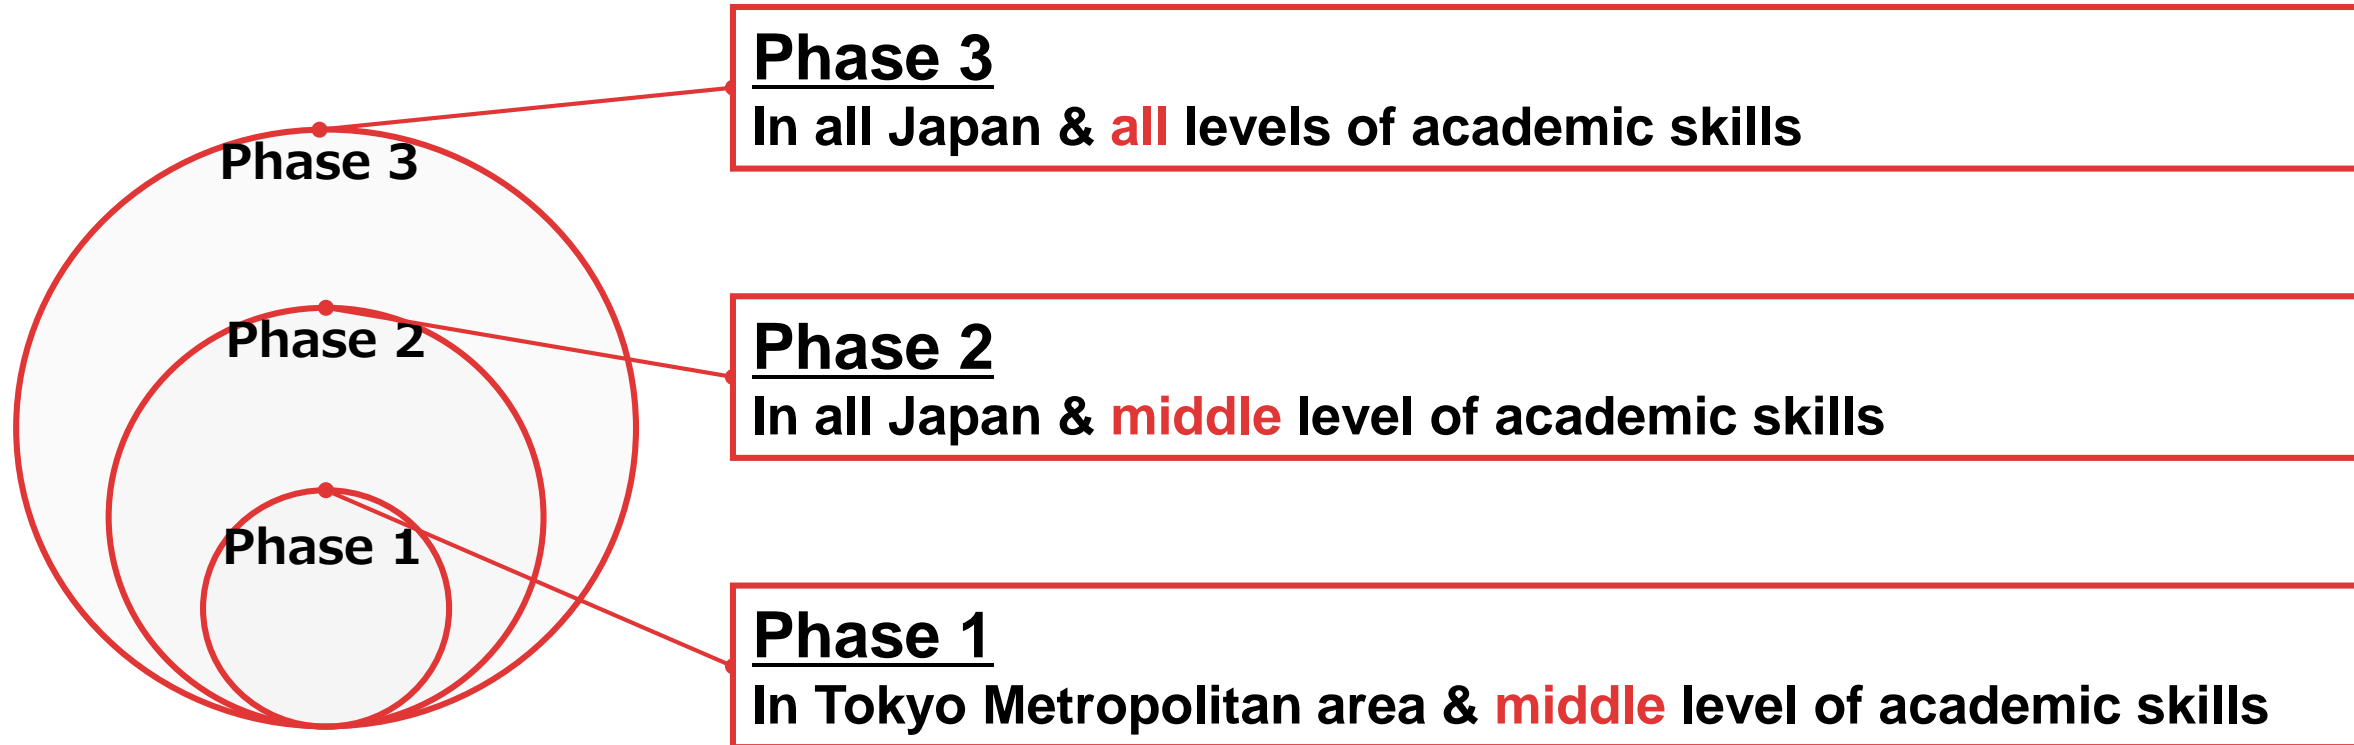 Phase 3
Phase 2
Phase 1
Phase 3
In all Japan & all levels of academic skills
Phase 2
In all Japan & middle level of academic skills
Phase 1
In Tokyo Metropolitan area & middle level of academic skills